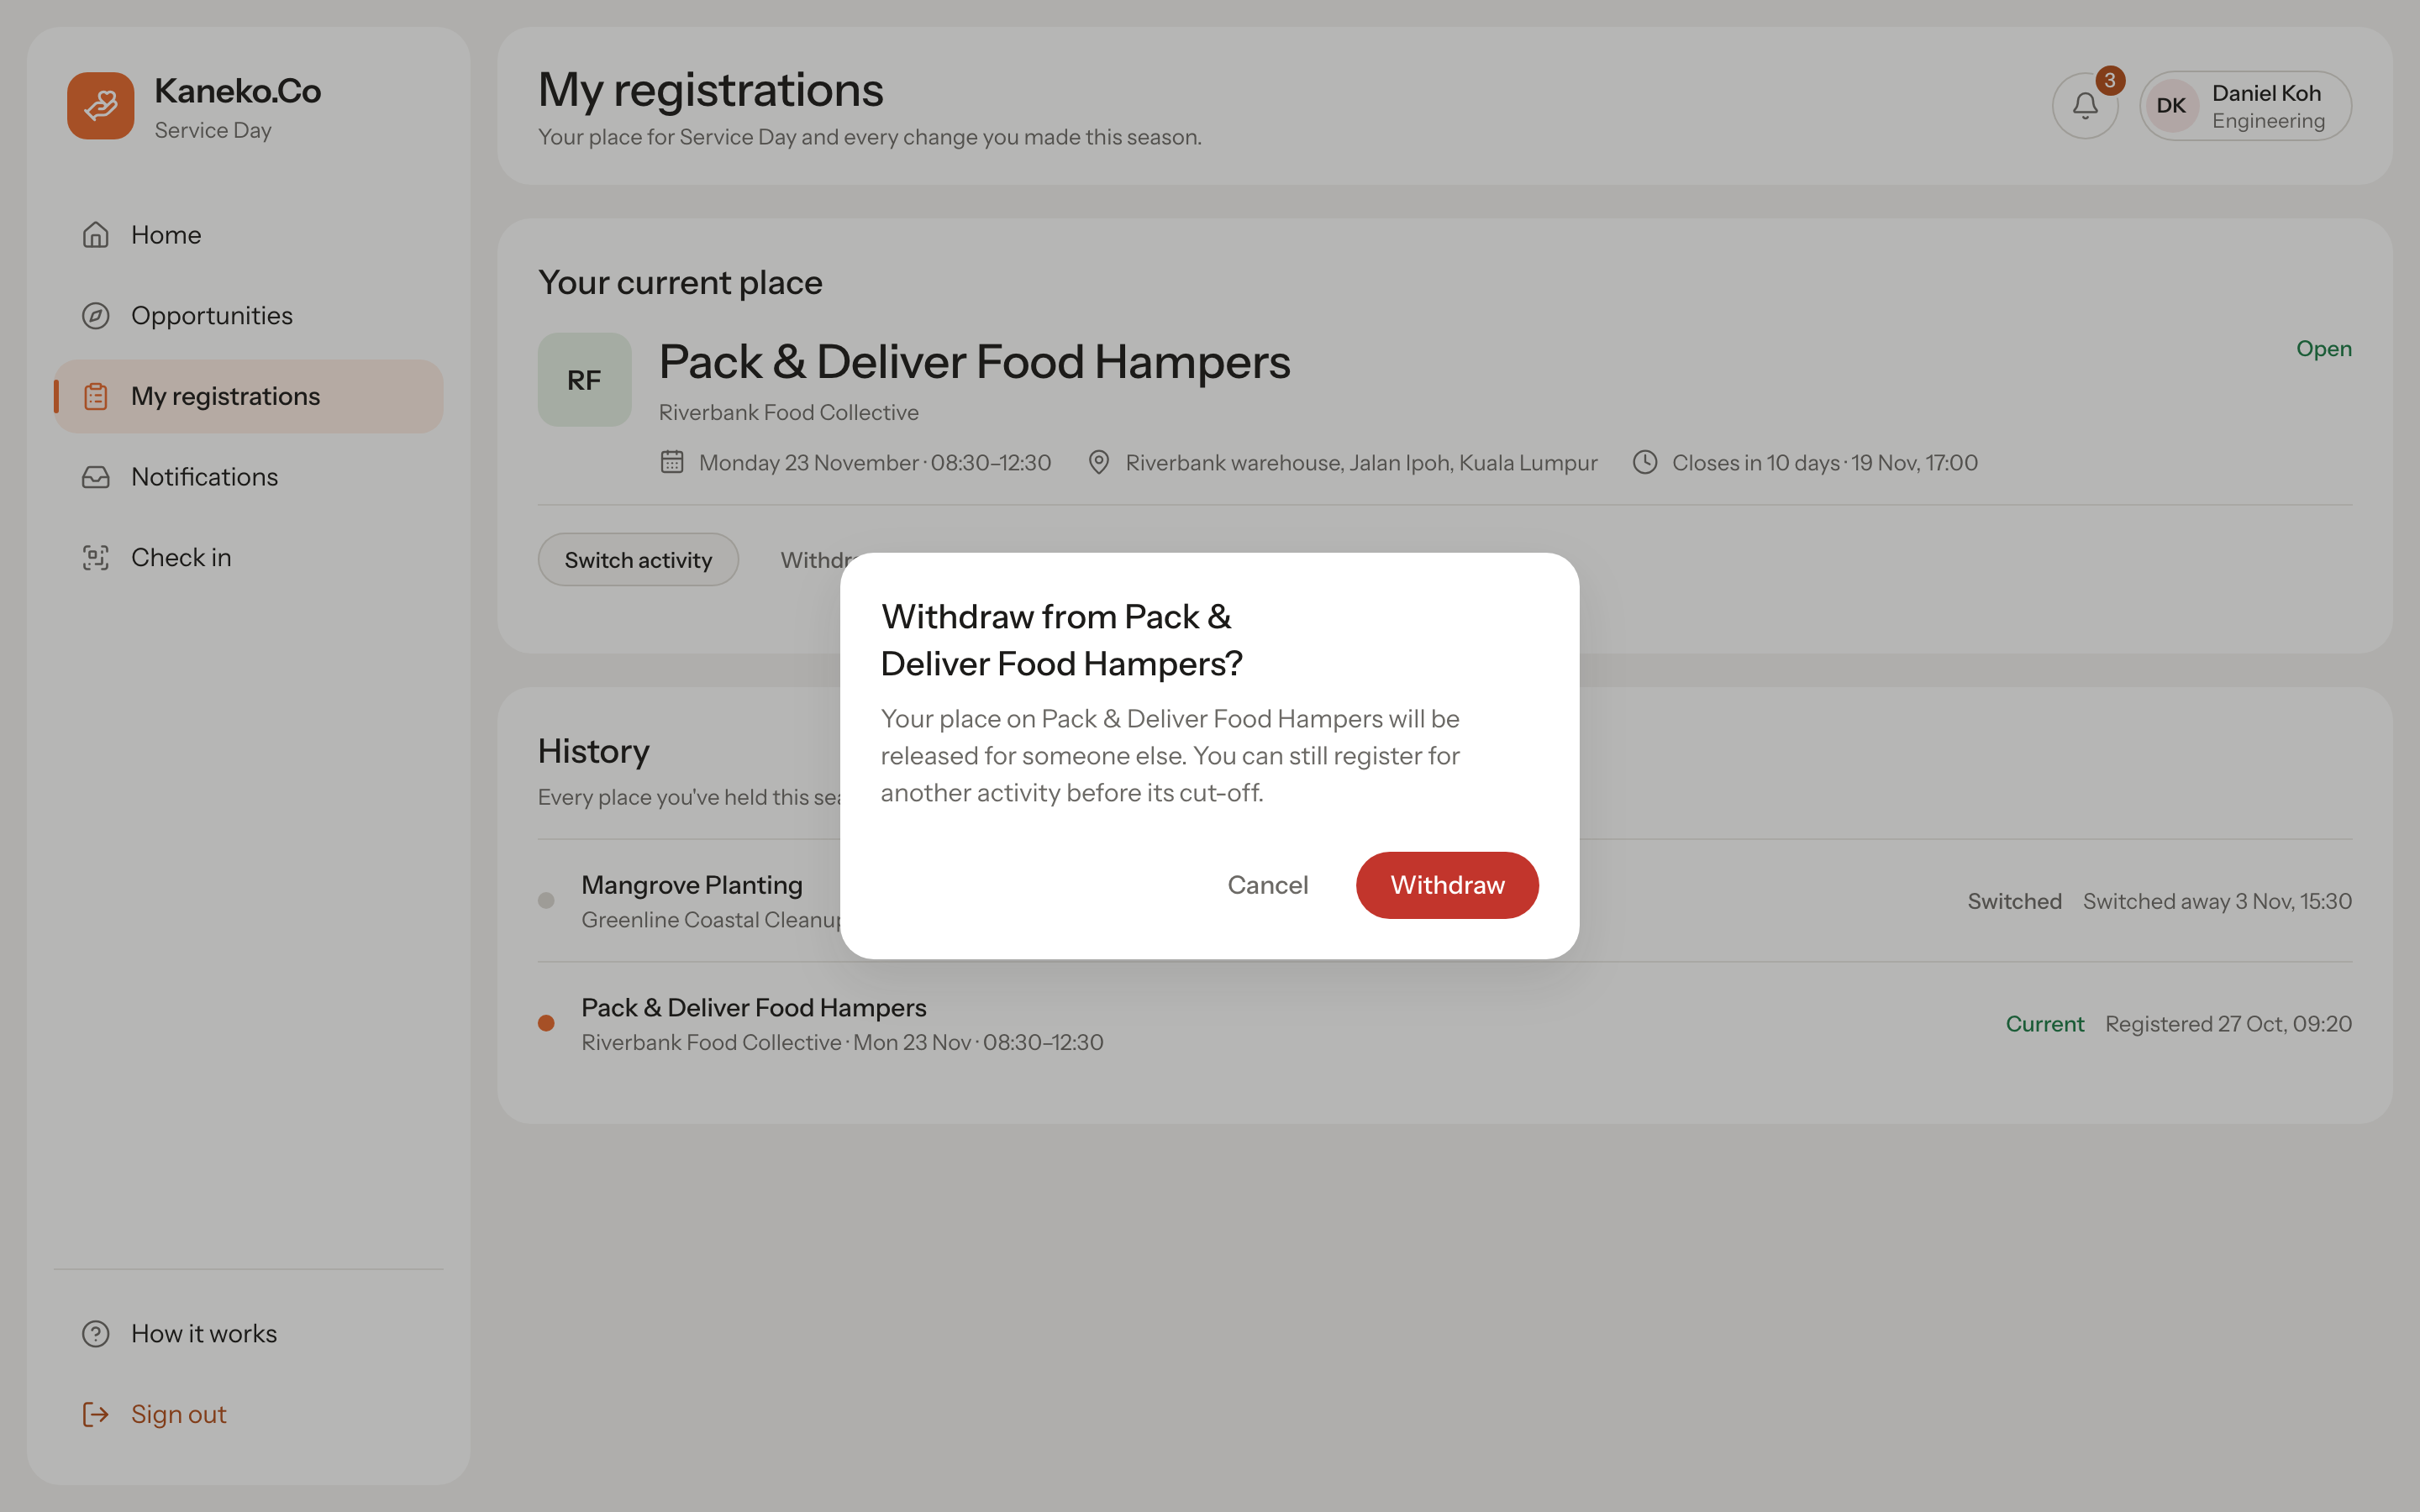 Kaneko.Co
Service Day
Home
Opportunities
My registrations
Notifications
Check in
How it works
Sign out
My registrations
Your place for Service Day and every change you made this season.
3
DK
Daniel Koh
Engineering
Your current place
RF
Pack & Deliver Food Hampers
Open
Riverbank Food Collective
Monday 23 November · 08:30–12:30
Riverbank warehouse, Jalan Ipoh, Kuala Lumpur
Closes in 10 days · 19 Nov, 17:00
Switch activity
Withdraw from Pack &
Deliver Food Hampers?
Your place on Pack & Deliver Food Hampers will be
released for someone else. You can still register for
another activity before its cut-off.
Cancel
Withdraw
History
Every place you've held this
Mangrove Planting
Greenline Coastal
Switched
Switched away 3 Nov, 15:30
Pack & Deliver Food Hampers
Riverbank Food Collective · Mon 23 Nov · 08:30–12:30
Current
Registered 27 Oct, 09:20